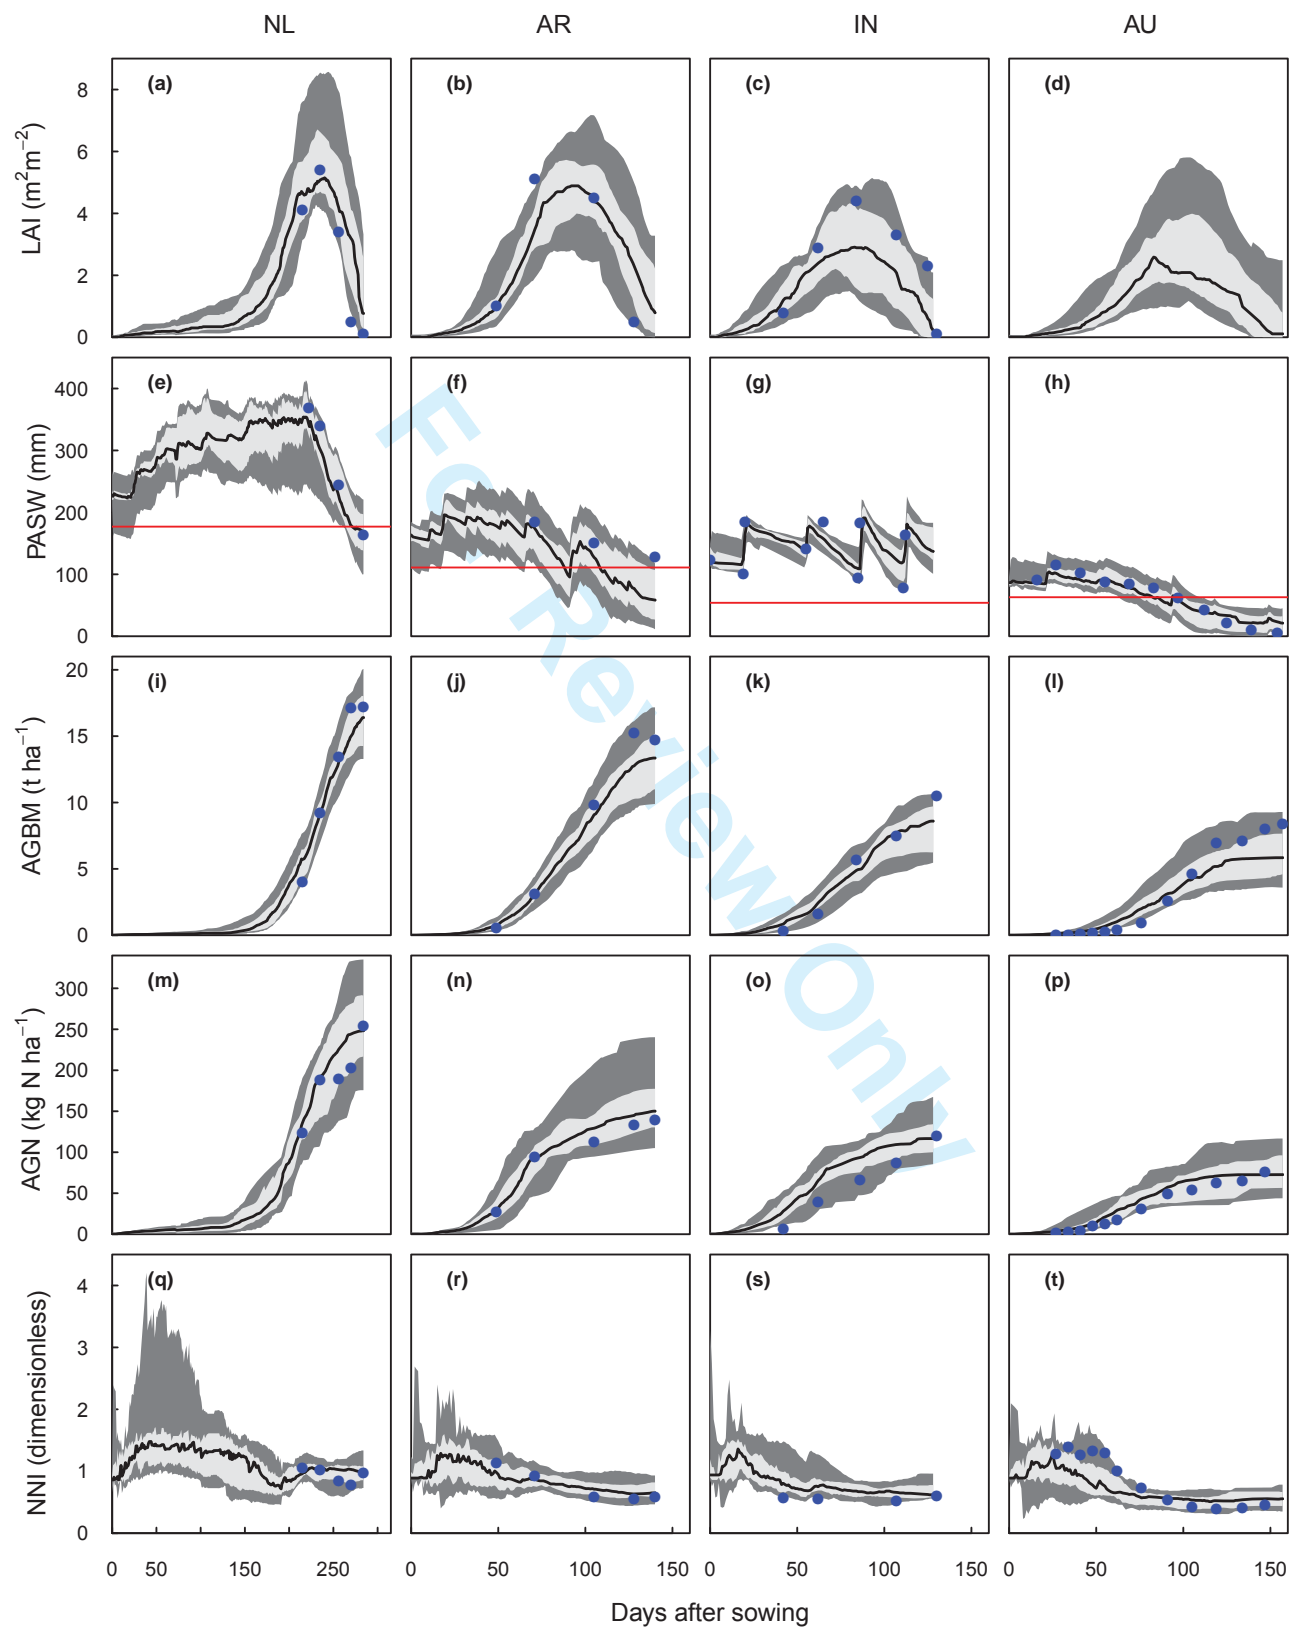 NL AR IN AU
LAI (m² m⁻²)
8
6
4
2
0
(a) (b) (c) (d)
PASW (mm)
400
300
200
100
0
(e) (f) (g) (h)
AGBM (t ha⁻¹)
20
15
10
5
0
(i) (j) (k) (l)
AGN (kg N ha⁻¹)
300
250
200
150
100
50
0
(m) (n) (o) (p)
NNI (dimensionless)
4
3
2
1
0
(q) (r) (s) (t)
0 50 150 250 0 50 100 150 0 50 100 150 0 50 100 150
Days after sowing
For Review Only